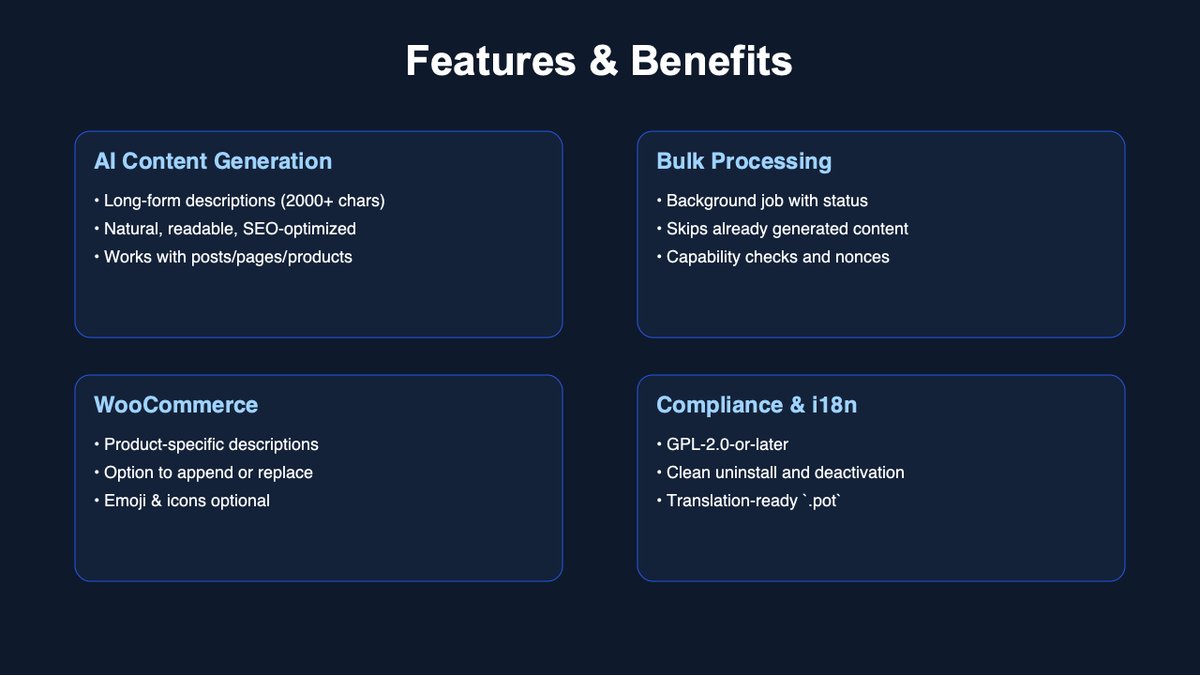 Features & Benefits
AI Content Generation
• Long-form descriptions (2000+ chars)
• Natural, readable, SEO-optimized
• Works with posts/pages/products
Bulk Processing
• Background job with status
• Skips already generated content
• Capability checks and nonces
WooCommerce
• Product-specific descriptions
• Option to append or replace
• Emoji & icons optional
Compliance & i18n
• GPL-2.0-or-later
• Clean uninstall and deactivation
• Translation-ready `.pot`